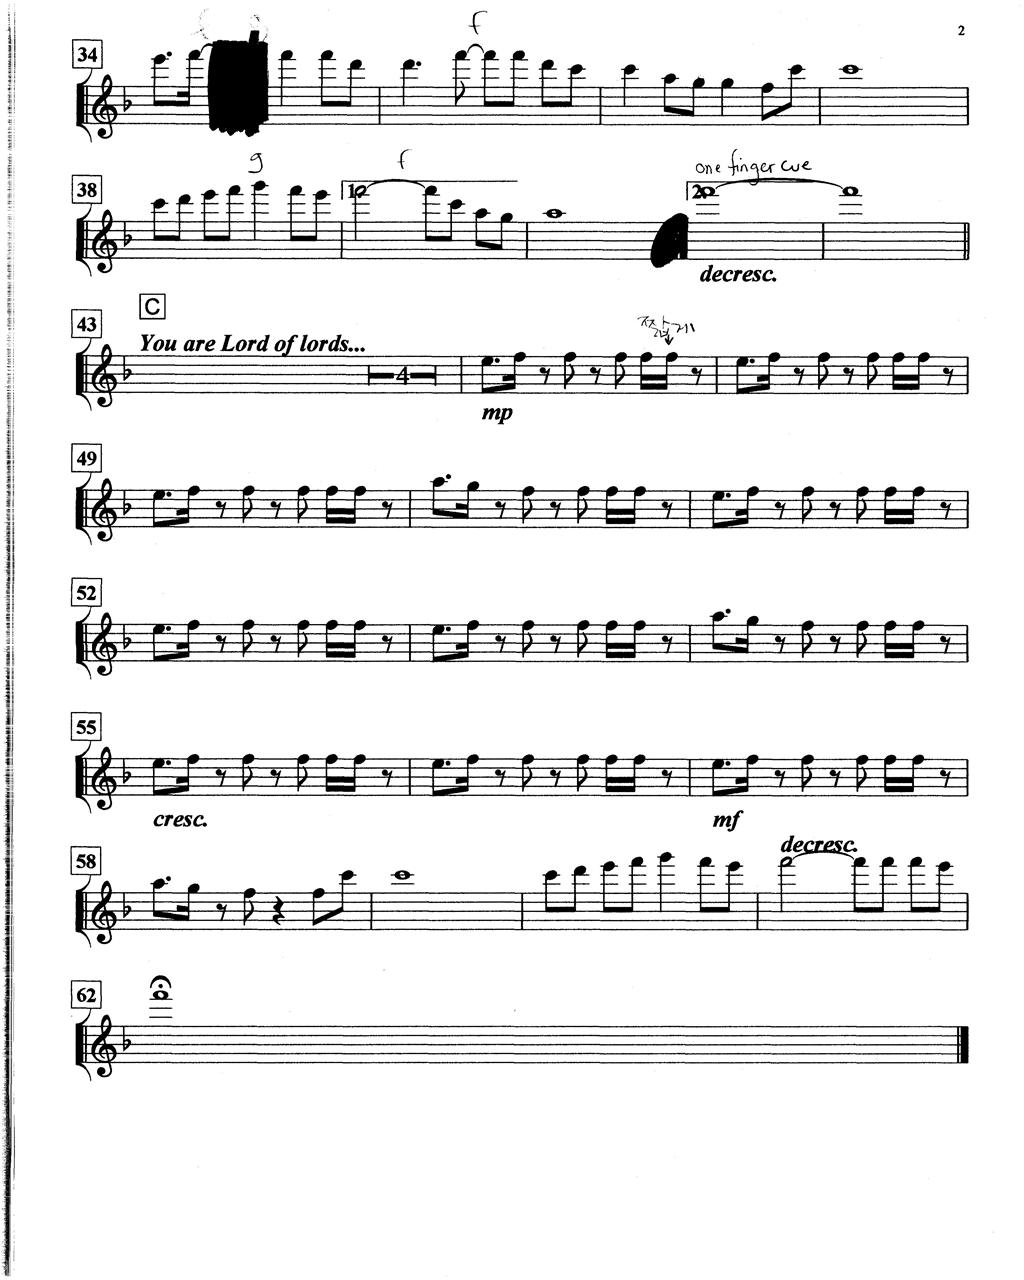 2
f
34
g f one finger cue
38 1. 2.
decresc.
C
43 You are Lord of lords...
짧게
4
mp
49
52
55
cresc. mf
decresc.
58
62